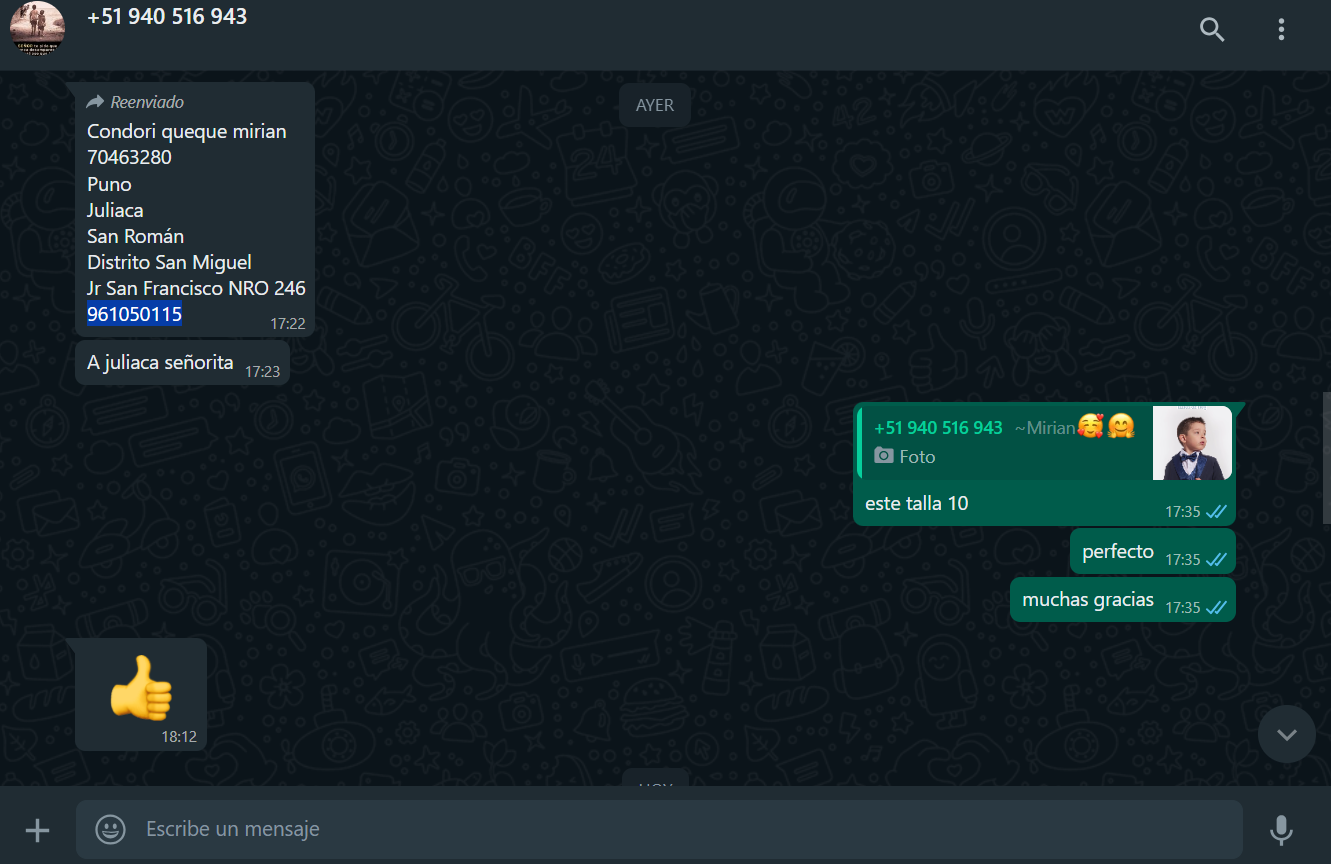 +51 940 516 943
AYER
Reenviado
Condori queque mirian
70463280
Puno
Juliaca
San Román
Distrito San Miguel
Jr San Francisco NRO 246
961050115
17:22
A juliaca señorita 17:23
+51 940 516 943 ~Mirian🥰🤗
Foto
este talla 10
17:35
perfecto 17:35
muchas gracias 17:35
👍
18:12
HOY
Escribe un mensaje